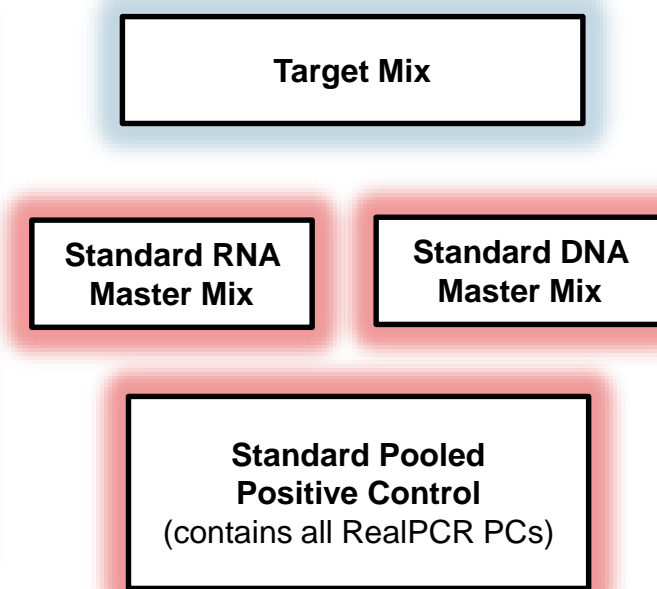 Target Mix
Standard RNA
Master Mix
Standard DNA
Master Mix
Standard Pooled
Positive Control
(contains all RealPCR PCs)